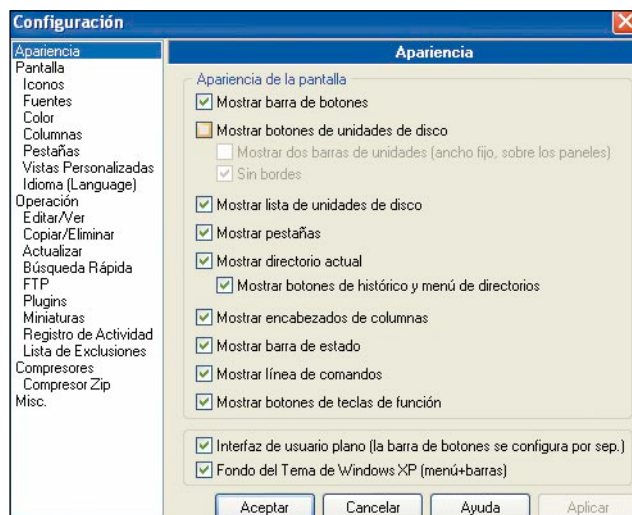 Configuración
Apariencia
Pantalla
Iconos
Fuentes
Color
Columnas
Pestañas
Vistas Personalizadas
Idioma (Language)
Operación
Editar/Ver
Copiar/Eliminar
Actualizar
Búsqueda Rápida
FTP
Plugins
Miniaturas
Registro de Actividad
Lista de Exclusiones
Compresores
Compresor Zip
Misc.
Apariencia
Apariencia de la pantalla
Mostrar barra de botones
Mostrar botones de unidades de disco
Mostrar dos barras de unidades (ancho fijo, sobre los paneles)
Sin bordes
Mostrar lista de unidades de disco
Mostrar pestañas
Mostrar directorio actual
Mostrar botones de histórico y menú de directorios
Mostrar encabezados de columnas
Mostrar barra de estado
Mostrar línea de comandos
Mostrar botones de teclas de función
Interfaz de usuario plano (la barra de botones se configura por sep.)
Fondo del Tema de Windows XP (menú+barras)
Aceptar Cancelar Ayuda Aplicar